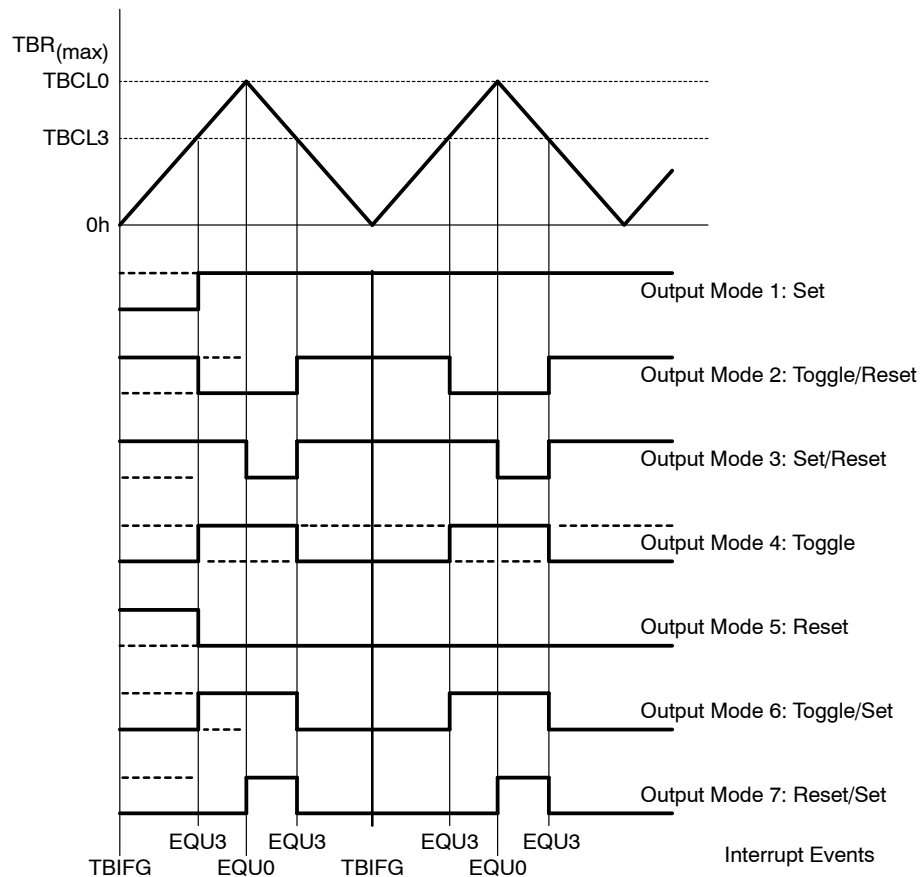 TBR(max)
TBCL0
TBCL3
0h
Output Mode 1: Set
Output Mode 2: Toggle/Reset
Output Mode 3: Set/Reset
Output Mode 4: Toggle
Output Mode 5: Reset
Output Mode 6: Toggle/Set
Output Mode 7: Reset/Set
EQU3 EQU3 EQU3 EQU3
TBIFG EQU0 TBIFG EQU0
Interrupt Events